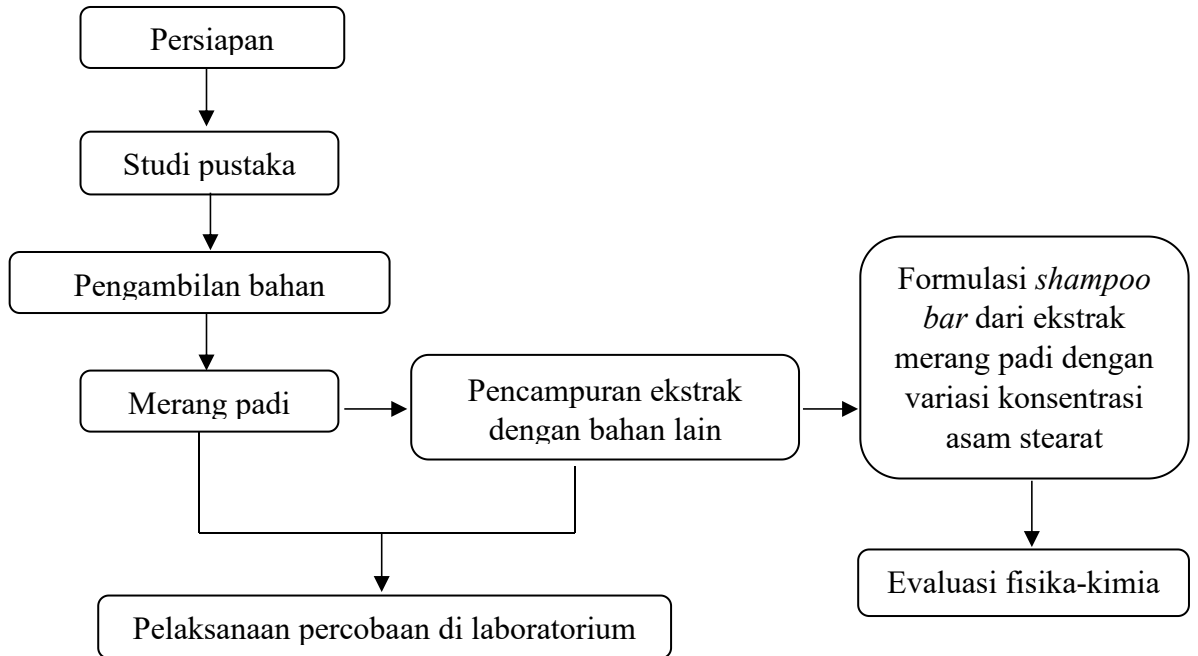 Persiapan
Studi pustaka
Pengambilan bahan
Merang padi
Pencampuran ekstrak
dengan bahan lain
Formulasi shampoo
bar dari ekstrak
merang padi dengan
variasi konsentrasi
asam stearat
Evaluasi fisika-kimia
Pelaksanaan percobaan di laboratorium